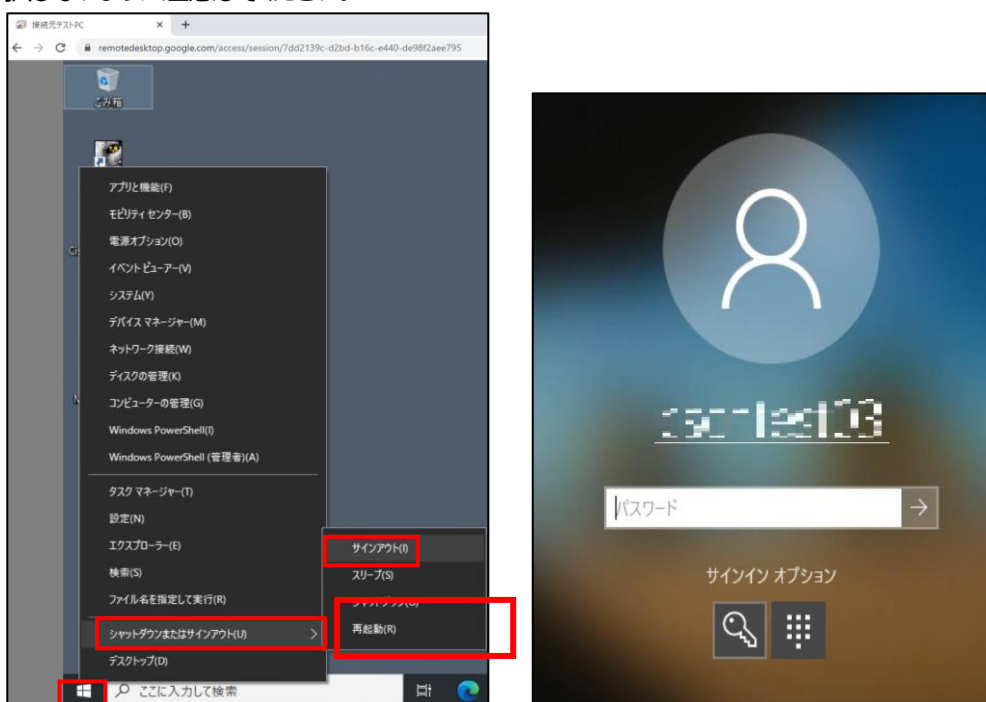 接続元テストPC
remotedesktop.google.com/access/session/7dd2139c-d2bd-b16c-e440-de98f2aee795
ごみ箱
アプリと機能(F)
モビリティ センター(B)
電源オプション(O)
イベント ビューアー(V)
システム(Y)
デバイス マネージャー(M)
ネットワーク接続(W)
ディスクの管理(K)
コンピューターの管理(G)
Windows PowerShell(I)
Windows PowerShell (管理者)(A)
タスク マネージャー(T)
設定(N)
エクスプローラー(E)
検索(S)
ファイル名を指定して実行(R)
シャットダウンまたはサインアウト(U)
デスクトップ(D)
サインアウト(I)
スリープ(S)
再起動(R)
ここに入力して検索
パスワード
サインイン オプション